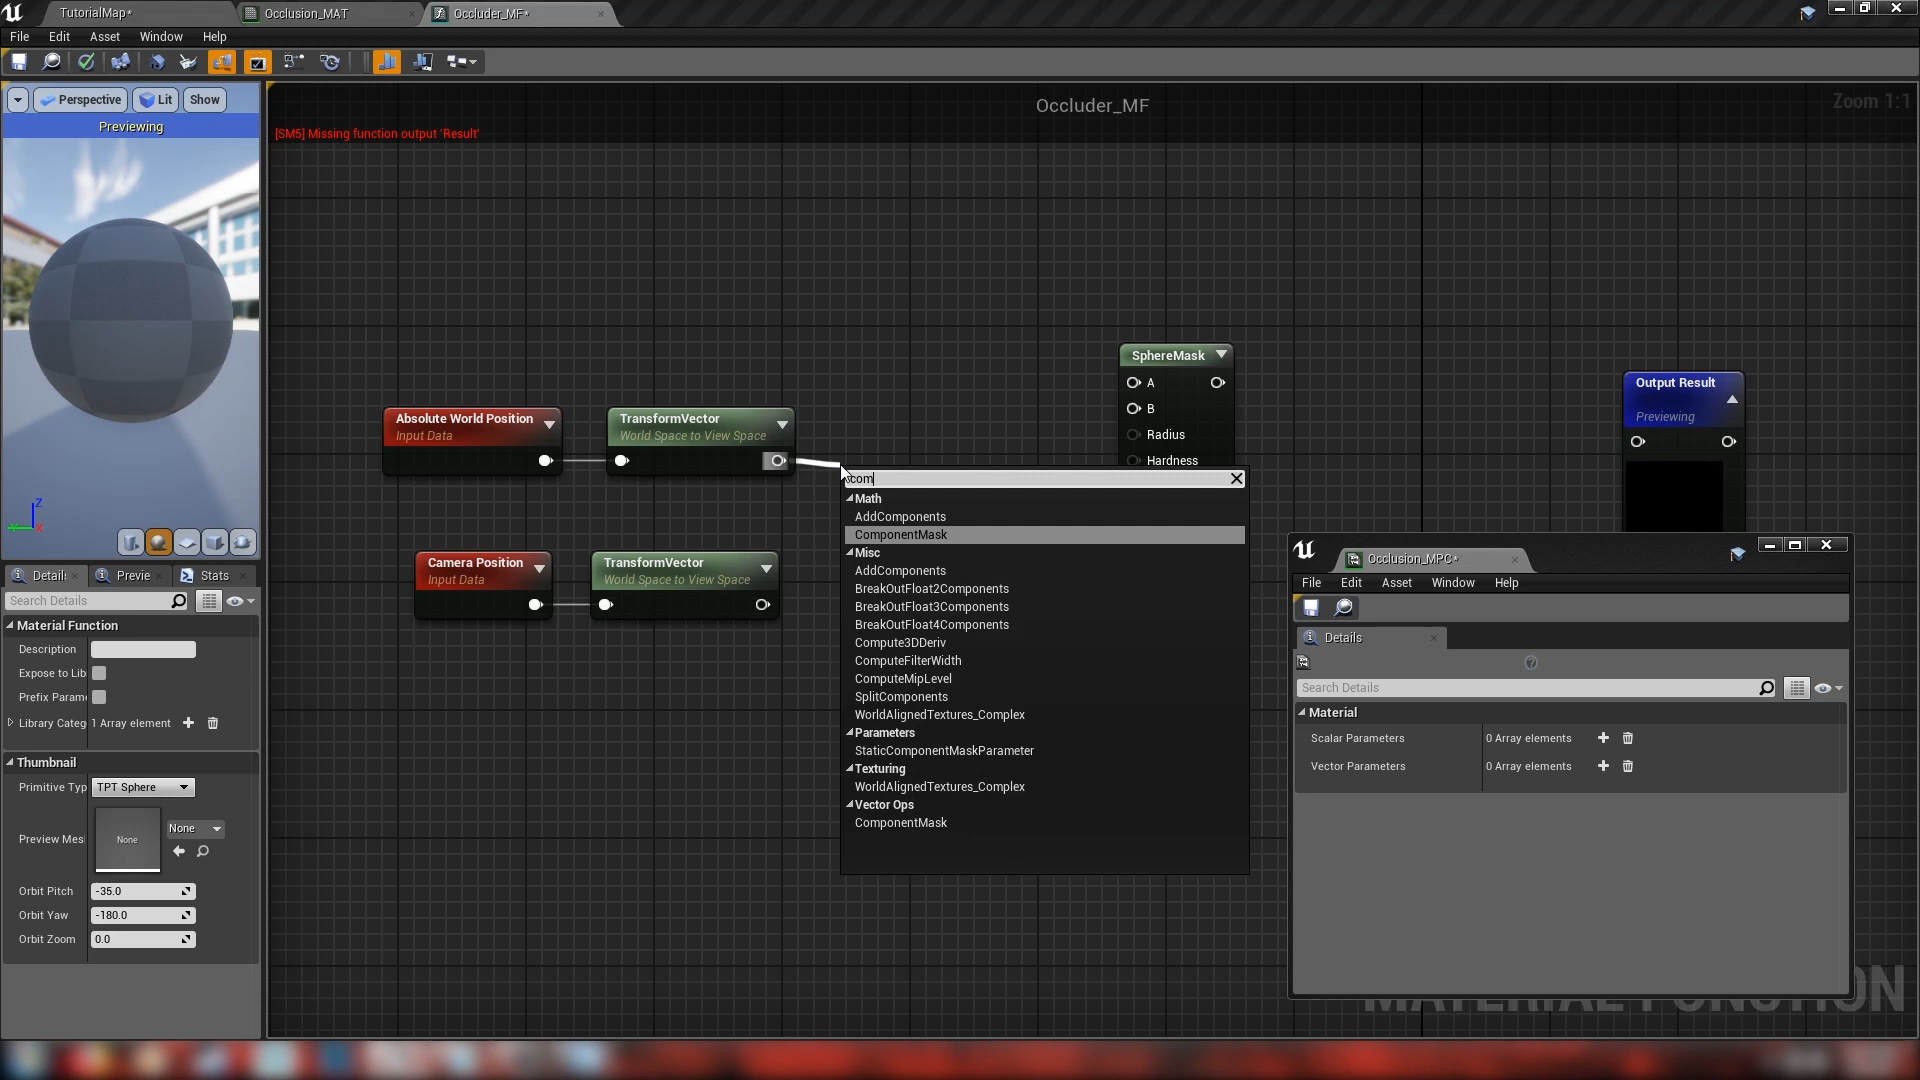 TutorialMap*
Occlusion_MAT
Occluder_MF*
File Edit Asset Window Help
Perspective Lit Show
Previewing
Occluder_MF
Zoom 1:1
[SM5] Missing function output 'Result'
SphereMask
A
B
Radius
Hardness
Output Result
Previewing
Absolute World Position
Input Data
TransformVector
World Space to View Space
Camera Position
Input Data
TransformVector
World Space to View Space
com
Math
AddComponents
ComponentMask
Misc
AddComponents
BreakOutFloat2Components
BreakOutFloat3Components
BreakOutFloat4Components
Compute3DDeriv
ComputeFilterWidth
ComputeMipLevel
SplitComponents
WorldAlignedTextures_Complex
Parameters
StaticComponentMaskParameter
Texturing
WorldAlignedTextures_Complex
Vector Ops
ComponentMask
Z
Details Previe Stats
Search Details
Material Function
Description
Expose to Lib
Prefix Param
Library Categ 1 Array element
Thumbnail
Primitive Typ TPT Sphere
Preview Mes None None
Orbit Pitch -35.0
Orbit Yaw -180.0
Orbit Zoom 0.0
Occlusion_MPC*
File Edit Asset Window Help
Details
Search Details
Material
Scalar Parameters 0 Array elements
Vector Parameters 0 Array elements
MATERIAL FUNCTION